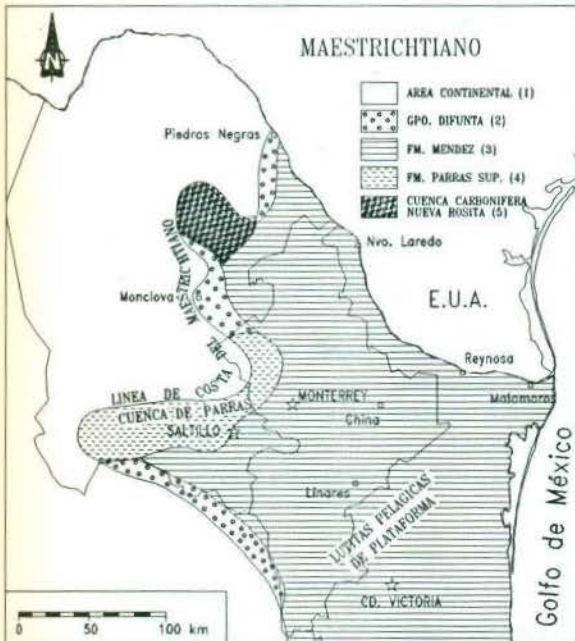 N
MAESTRICHTIANO
AREA CONTINENTAL (1)
GPO. DIFUNTA (2)
FM. MENDEZ (3)
FM. PARRAS SUP. (4)
CUENCA CARBONIFERA
NUEVA ROSITA (5)
Piedras Negras
Nvo. Laredo
E.U.A.
Monclova
LINEA DE COSTA DEL MAESTRICHTIANO
Reynosa
Matamoros
CUENCA DE PARRAS
MONTERREY
China
SALTILLO
Linares
LUTITAS PELAGICAS
DE PLATAFORMA
CD. VICTORIA
Golfo de México
0 50 100 km